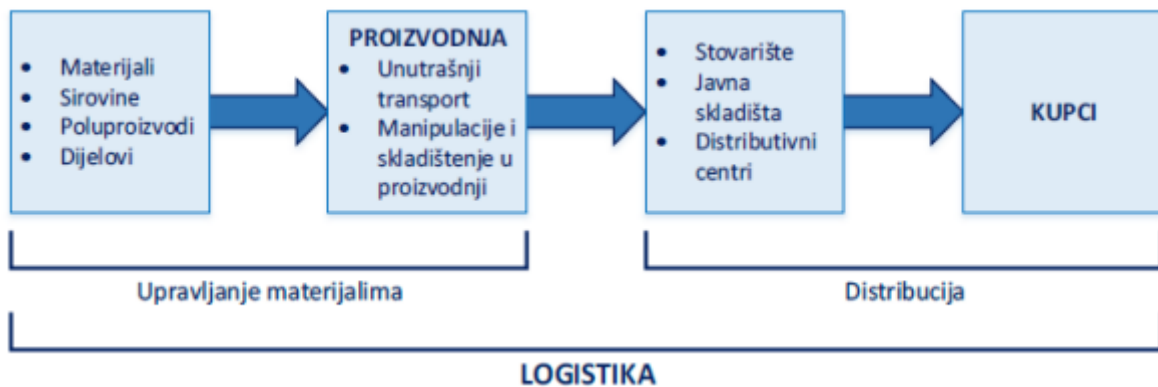 • Materijali
• Sirovine
• Poluproizvodi
• Dijelovi
PROIZVODNJA
• Unutrašnji
transport
• Manipulacije i
skladištenje u
proizvodnji
• Stovarište
• Javna
skladišta
• Distributivni
centri
KUPCI
Upravljanje materijalima
Distribucija
LOGISTIKA